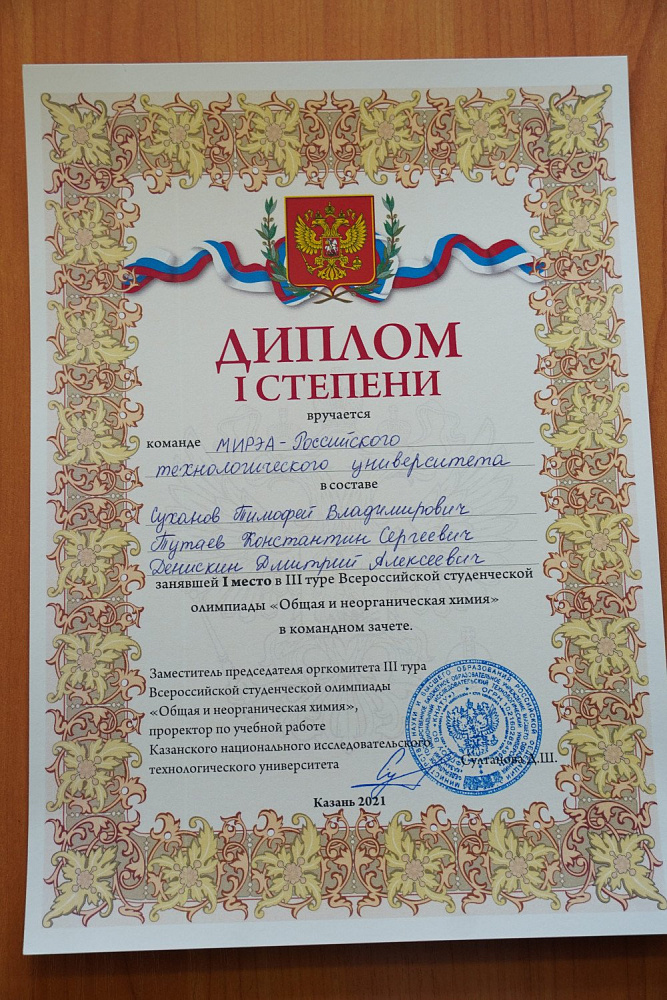 ДИПЛОМ
I СТЕПЕНИ
вручается
команде МИРЭА - Российского
технологического университета
в составе
Суханов Тимофей Владимирович
Тутаев Константин Сергеевич
Денискин Дмитрий Алексеевич
занявшей I место в III туре Всероссийской студенческой
олимпиады «Общая и неорганическая химия»
в командном зачете.
Заместитель председателя оргкомитета III тура
Всероссийской студенческой олимпиады
«Общая и неорганическая химия»,
проректор по учебной работе
Казанского национального исследовательского
технологического университета
Султанова Д.Ш.
Казань 2021